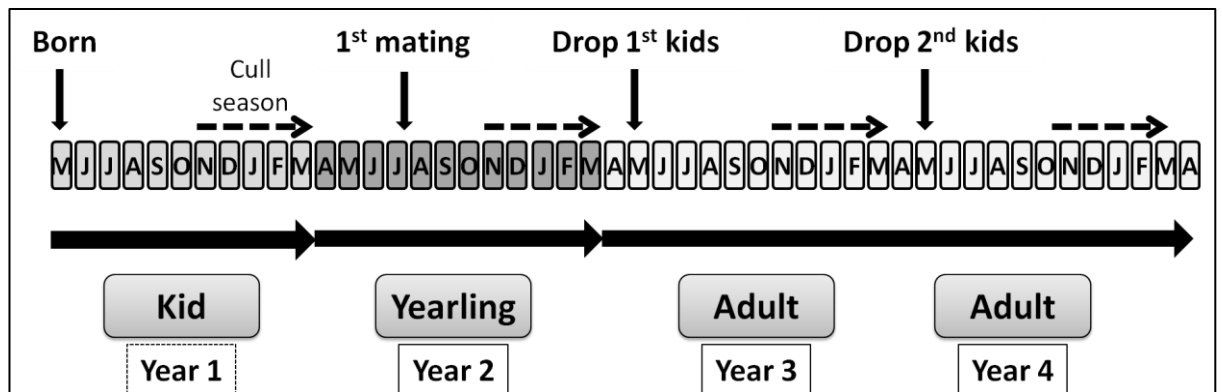 Born
1st mating
Drop 1st kids
Drop 2nd kids
Cull
season
M J J A S O N D J F M A M J J A S O N D J F M A M J J A S O N D J F M A M J J A S O N D J F M A
Kid
Yearling
Adult
Adult
Year 1
Year 2
Year 3
Year 4